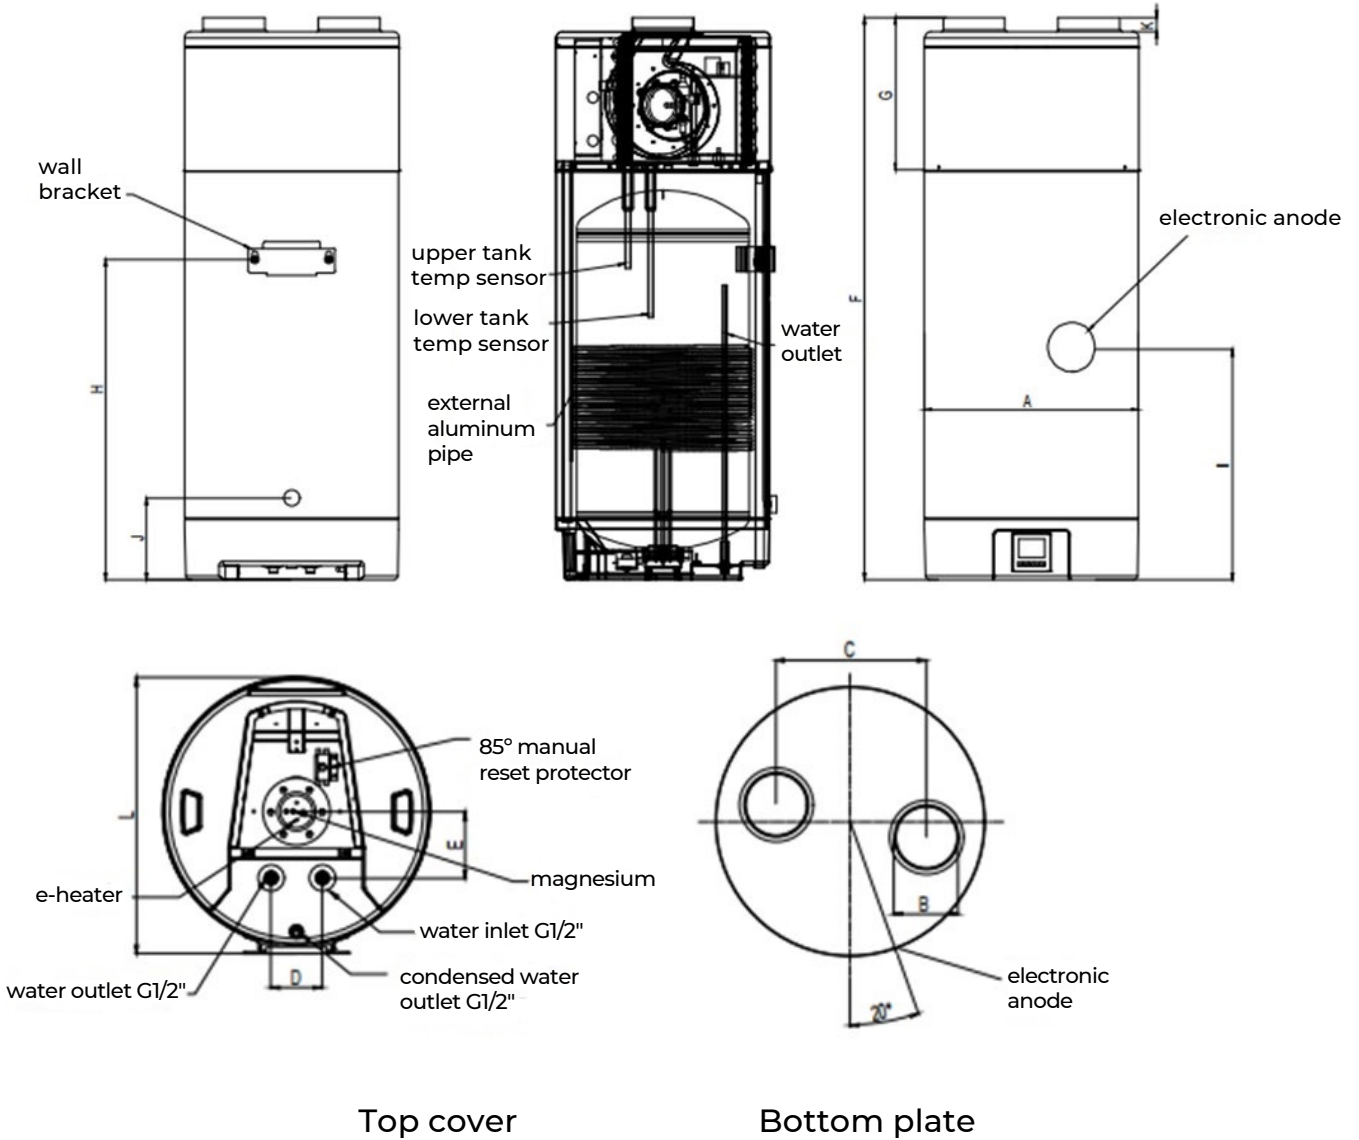 K
G
wall
bracket
electronic anode
upper tank
temp sensor
F
lower tank
temp sensor
water
outlet
H
A
external
aluminum
pipe
I
J
C
85º manual
reset protector
L
E
magnesium
e-heater
B
water inlet G1/2"
D
condensed water
outlet G1/2"
water outlet G1/2"
electronic
anode
20°
Top cover
Bottom plate